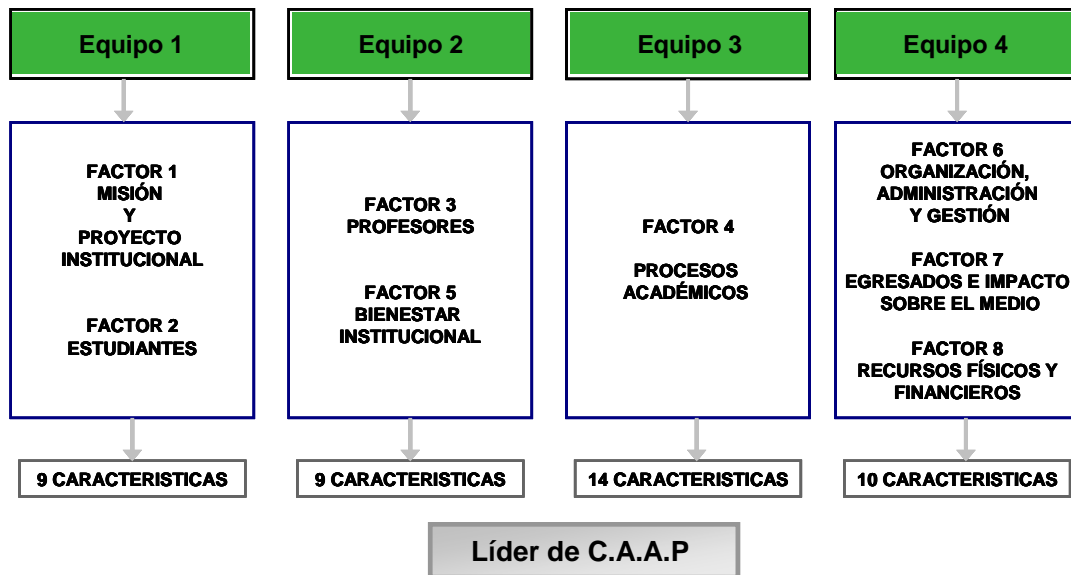 Equipo 1
FACTOR 1
MISIÓN
Y
PROYECTO
INSTITUCIONAL
FACTOR 2
ESTUDIANTES
9 CARACTERISTICAS
Equipo 2
FACTOR 3
PROFESORES
FACTOR 5
BIENESTAR
INSTITUCIONAL
9 CARACTERISTICAS
Equipo 3
FACTOR 4
PROCESOS
ACADÉMICOS
14 CARACTERISTICAS
Equipo 4
FACTOR 6
ORGANIZACIÓN,
ADMINISTRACIÓN
Y GESTIÓN
FACTOR 7
EGRESADOS E IMPACTO
SOBRE EL MEDIO
FACTOR 8
RECURSOS FÍSICOS Y
FINANCIEROS
10 CARACTERISTICAS
Líder de C.A.A.P